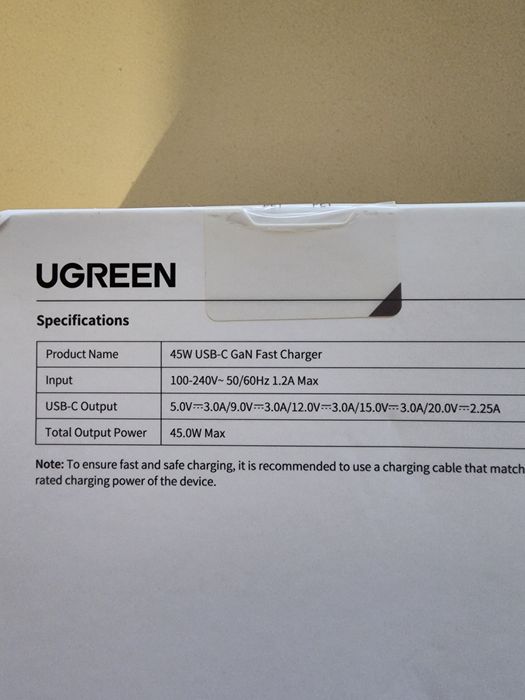 UGREEN
Specifications
Product Name 45W USB-C GaN Fast Charger
Input 100-240V~ 50/60Hz 1.2A Max
USB-C Output 5.0V⎓3.0A/9.0V⎓3.0A/12.0V⎓3.0A/15.0V⎓3.0A/20.0V⎓2.25A
Total Output Power 45.0W Max
Note: To ensure fast and safe charging, it is recommended to use a charging cable that match
rated charging power of the device.